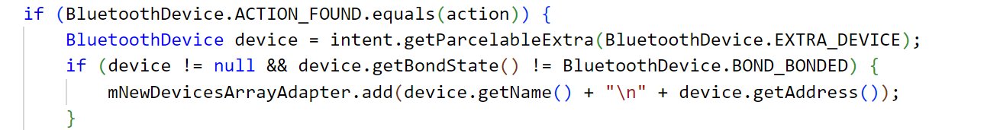 if (BluetoothDevice.ACTION_FOUND.equals(action)) {
    BluetoothDevice device = intent.getParcelableExtra(BluetoothDevice.EXTRA_DEVICE);
    if (device != null && device.getBondState() != BluetoothDevice.BOND_BONDED) {
        mNewDevicesArrayAdapter.add(device.getName() + "\n" + device.getAddress());
    }